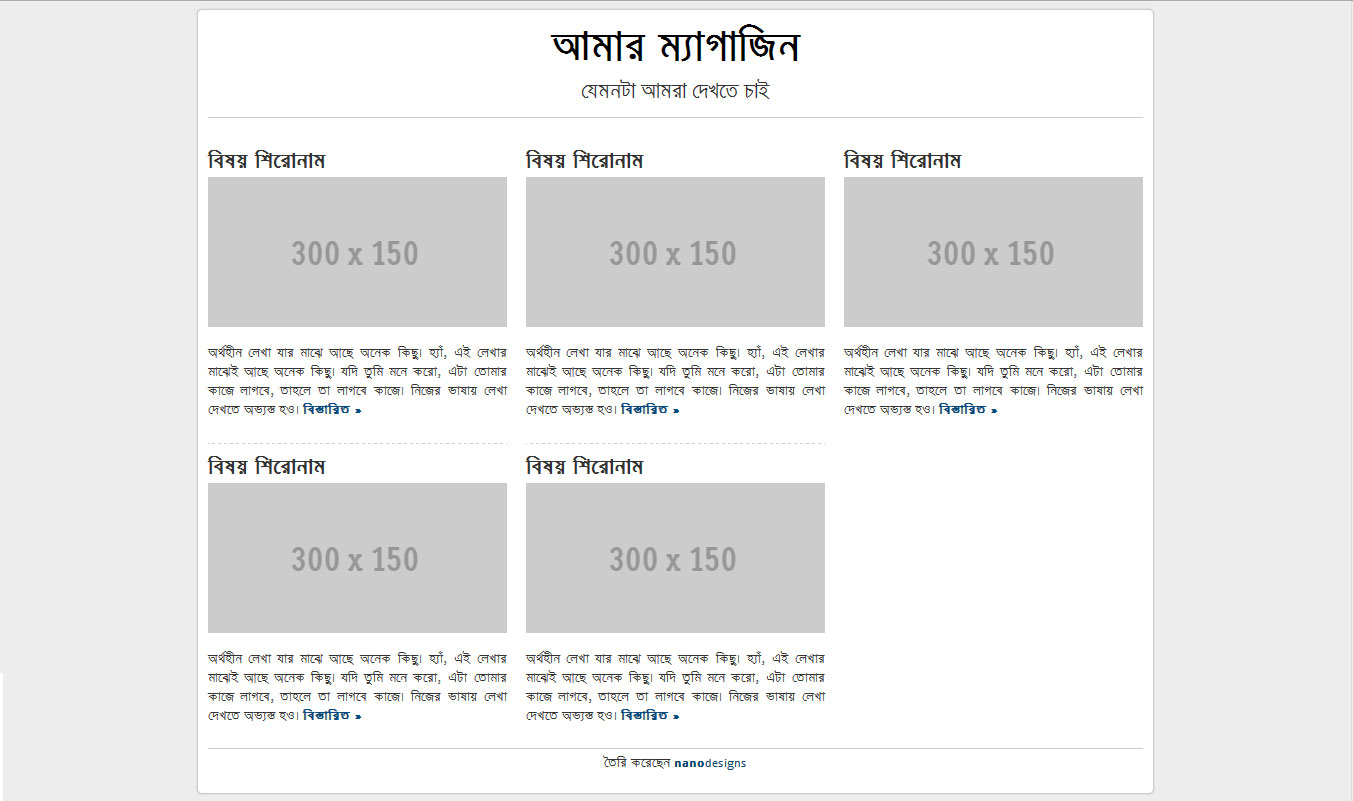 আমার ম্যাগাজিন
যেমনটা আমরা দেখতে চাই
বিষয় শিরোনাম
300 x 150
অর্থহীন লেখা যার মাঝে আছে অনেক কিছু। হ্যাঁ, এই লেখার
মাঝেই আছে অনেক কিছু। যদি তুমি মনে করো, এটা তোমার
কাজে লাগবে, তাহলে তা লাগবে কাজে। নিজের ভাষায় লেখা
দেখতে অভ্যস্ত হও। বিস্তারিত »
বিষয় শিরোনাম
300 x 150
অর্থহীন লেখা যার মাঝে আছে অনেক কিছু। হ্যাঁ, এই লেখার
মাঝেই আছে অনেক কিছু। যদি তুমি মনে করো, এটা তোমার
কাজে লাগবে, তাহলে তা লাগবে কাজে। নিজের ভাষায় লেখা
দেখতে অভ্যস্ত হও। বিস্তারিত »
বিষয় শিরোনাম
300 x 150
অর্থহীন লেখা যার মাঝে আছে অনেক কিছু। হ্যাঁ, এই লেখার
মাঝেই আছে অনেক কিছু। যদি তুমি মনে করো, এটা তোমার
কাজে লাগবে, তাহলে তা লাগবে কাজে। নিজের ভাষায় লেখা
দেখতে অভ্যস্ত হও। বিস্তারিত »
বিষয় শিরোনাম
300 x 150
অর্থহীন লেখা যার মাঝে আছে অনেক কিছু। হ্যাঁ, এই লেখার
মাঝেই আছে অনেক কিছু। যদি তুমি মনে করো, এটা তোমার
কাজে লাগবে, তাহলে তা লাগবে কাজে। নিজের ভাষায় লেখা
দেখতে অভ্যস্ত হও। বিস্তারিত »
বিষয় শিরোনাম
300 x 150
অর্থহীন লেখা যার মাঝে আছে অনেক কিছু। হ্যাঁ, এই লেখার
মাঝেই আছে অনেক কিছু। যদি তুমি মনে করো, এটা তোমার
কাজে লাগবে, তাহলে তা লাগবে কাজে। নিজের ভাষায় লেখা
দেখতে অভ্যস্ত হও। বিস্তারিত »
তৈরি করেছেন nanodesigns